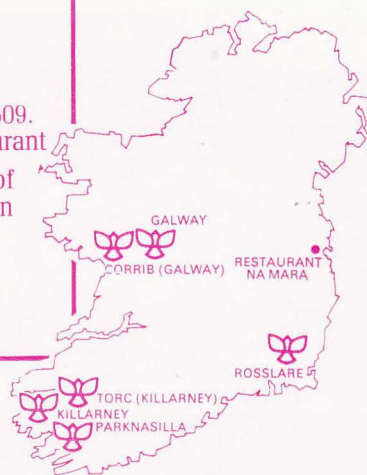 609.
urant
of
n
GALWAY
CORRIB (GALWAY)
RESTAURANT
NA MARA
ROSSLARE
TORC (KILLARNEY)
KILLARNEY
PARKNASILLA